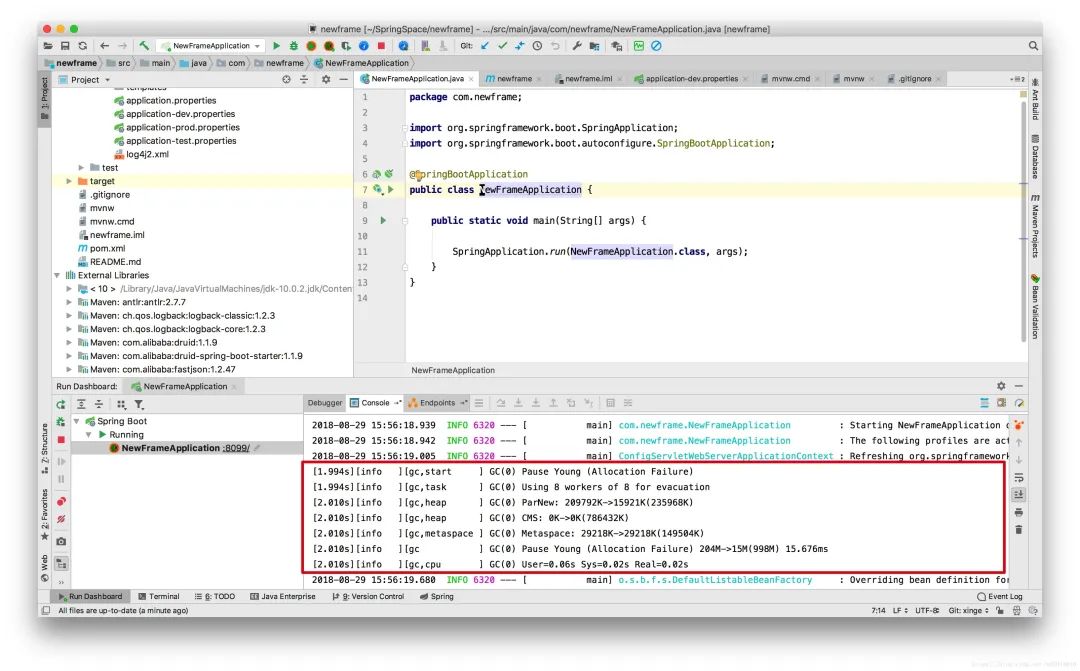 newframe [~/SpringSpace/newframe] - .../src/main/java/com/newframe/NewFrameApplication.java [newframe]
NewFrameApplication
Git:
newframe src main java com newframe NewFrameApplication
Project
NewFrameApplication.java newframe newframe.iml application-dev.properties mvnw.cmd mvnw .gitignore
1: Project
templates
application.properties
application-dev.properties
application-prod.properties
application-test.properties
log4j2.xml
test
target
.gitignore
mvnw
mvnw.cmd
newframe.iml
pom.xml
README.md
External Libraries
< 10 > /Library/Java/JavaVirtualMachines/jdk-10.0.2.jdk/Conten
Maven: antlr:antlr:2.7.7
Maven: ch.qos.logback:logback-classic:1.2.3
Maven: ch.qos.logback:logback-core:1.2.3
Maven: com.alibaba:druid:1.1.9
Maven: com.alibaba:druid-spring-boot-starter:1.1.9
Maven: com.alibaba:fastjson:1.2.47
1 package com.newframe;
2
3 import org.springframework.boot.SpringApplication;
4 import org.springframework.boot.autoconfigure.SpringBootApplication;
5
6 @SpringBootApplication
7 public class NewFrameApplication {
8
9 public static void main(String[] args) {
10
11 SpringApplication.run(NewFrameApplication.class, args);
12 }
13 }
14
NewFrameApplication
Ant Build
Database
Maven Projects
Bean Validation
Run Dashboard: NewFrameApplication
Debugger Console Endpoints
Spring Boot
Running
NewFrameApplication :8099/
7: Structure
2: Favorites
Web
2018-08-29 15:56:18.939 INFO 6320 --- [ main] com.newframe.NewFrameApplication : Starting NewFrameApplication
2018-08-29 15:56:18.942 INFO 6320 --- [ main] com.newframe.NewFrameApplication : The following profiles are act
2018-08-29 15:56:19.005 INFO 6320 --- [ main] ConfigServletWebServerApplicationContext : Refreshing org.springframework
[1.994s][info ][gc,start ] GC(0) Pause Young (Allocation Failure)
[1.994s][info ][gc,task ] GC(0) Using 8 workers of 8 for evacuation
[2.010s][info ][gc,heap ] GC(0) ParNew: 209792K->15921K(235968K)
[2.010s][info ][gc,heap ] GC(0) CMS: 0K->0K(786432K)
[2.010s][info ][gc,metaspace ] GC(0) Metaspace: 29218K->29218K(149504K)
[2.010s][info ][gc ] GC(0) Pause Young (Allocation Failure) 204M->15M(998M) 15.676ms
[2.010s][info ][gc,cpu ] GC(0) User=0.06s Sys=0.02s Real=0.02s
2018-08-29 15:56:19.680 INFO 6320 --- [ main] o.s.b.f.s.DefaultListableBeanFactory : Overriding bean definition for
Run Dashboard Terminal 6: TODO Java Enterprise 9: Version Control Spring Event Log
All files are up-to-date (a minute ago) 7:14 LF UTF-8 Git: xinge